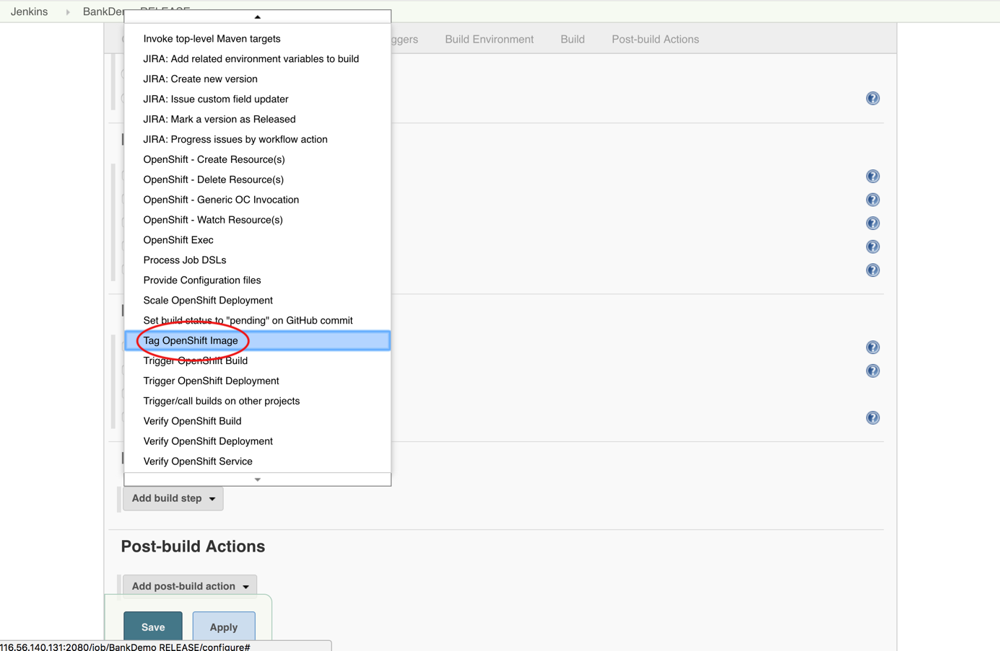 Jenkins
BankDemo_RELEASE
Invoke top-level Maven targets
ggers
Build Environment
Build
Post-build Actions
JIRA: Add related environment variables to build
JIRA: Create new version
JIRA: Issue custom field updater
JIRA: Mark a version as Released
JIRA: Progress issues by workflow action
OpenShift - Create Resource(s)
OpenShift - Delete Resource(s)
OpenShift - Generic OC Invocation
OpenShift - Watch Resource(s)
OpenShift Exec
Process Job DSLs
Provide Configuration files
Scale OpenShift Deployment
Set build status to "pending" on GitHub commit
Tag OpenShift Image
Trigger OpenShift Build
Trigger OpenShift Deployment
Trigger/call builds on other projects
Verify OpenShift Build
Verify OpenShift Deployment
Verify OpenShift Service
Add build step
Post-build Actions
Add post-build action
Save
Apply
116.56.140.131:2080/job/BankDemo_RELEASE/configure#